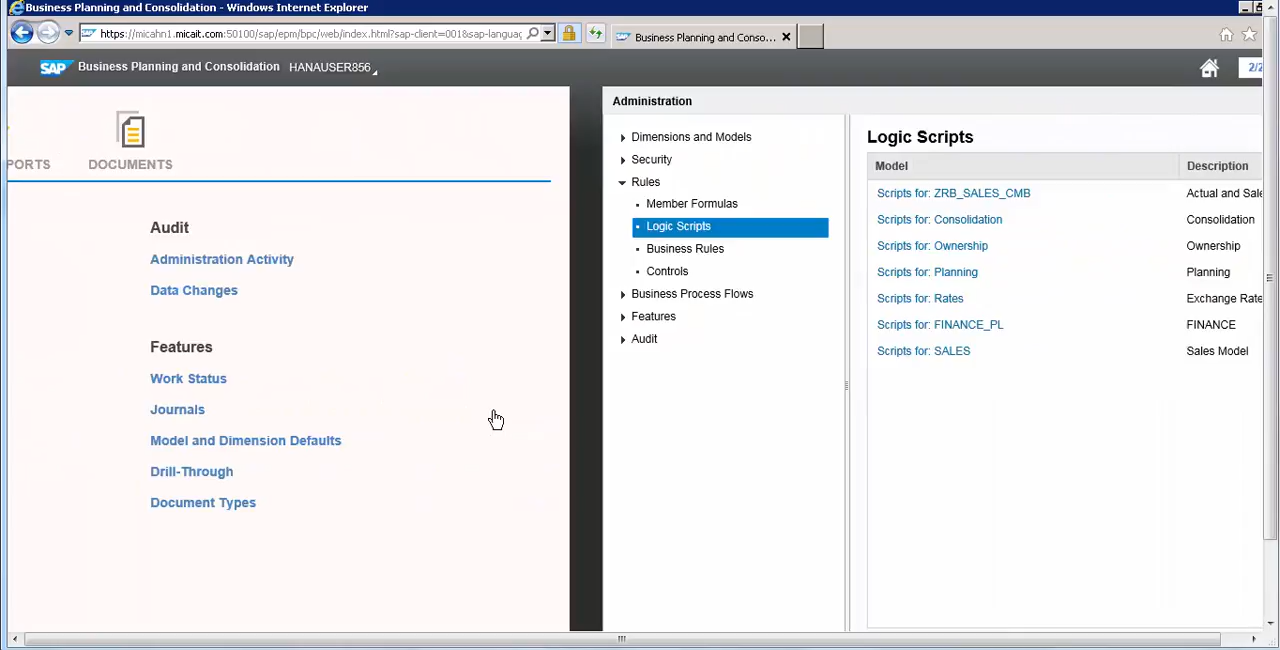 Business Planning and Consolidation - Windows Internet Explorer
https://micahn1.micait.com:50100/sap/epm/bpc/web/index.html?sap-client=001&sap-languag
Business Planning and Conso...
SAP Business Planning and Consolidation HANAUSER856
2/2
PORTS
DOCUMENTS
Audit
Administration Activity
Data Changes
Features
Work Status
Journals
Model and Dimension Defaults
Drill-Through
Document Types
Administration
Dimensions and Models
Security
Rules
Member Formulas
Logic Scripts
Business Rules
Controls
Business Process Flows
Features
Audit
Logic Scripts
Model Description
Scripts for: ZRB_SALES_CMB Actual and Sale
Scripts for: Consolidation Consolidation
Scripts for: Ownership Ownership
Scripts for: Planning Planning
Scripts for: Rates Exchange Rate
Scripts for: FINANCE_PL FINANCE
Scripts for: SALES Sales Model